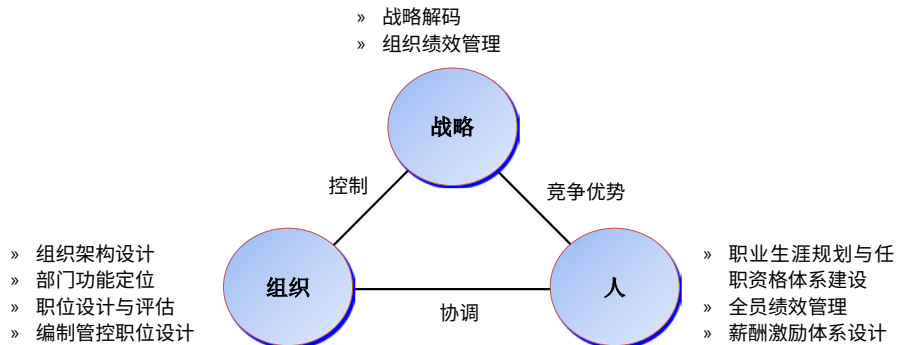 » 战略解码
» 组织绩效管理
战略
控制
竞争优势
» 组织架构设计
» 部门功能定位
» 职位设计与评估
» 编制管控职位设计
组织
协调
人
» 职业生涯规划与任
职资格体系建设
» 全员绩效管理
» 薪酬激励体系设计